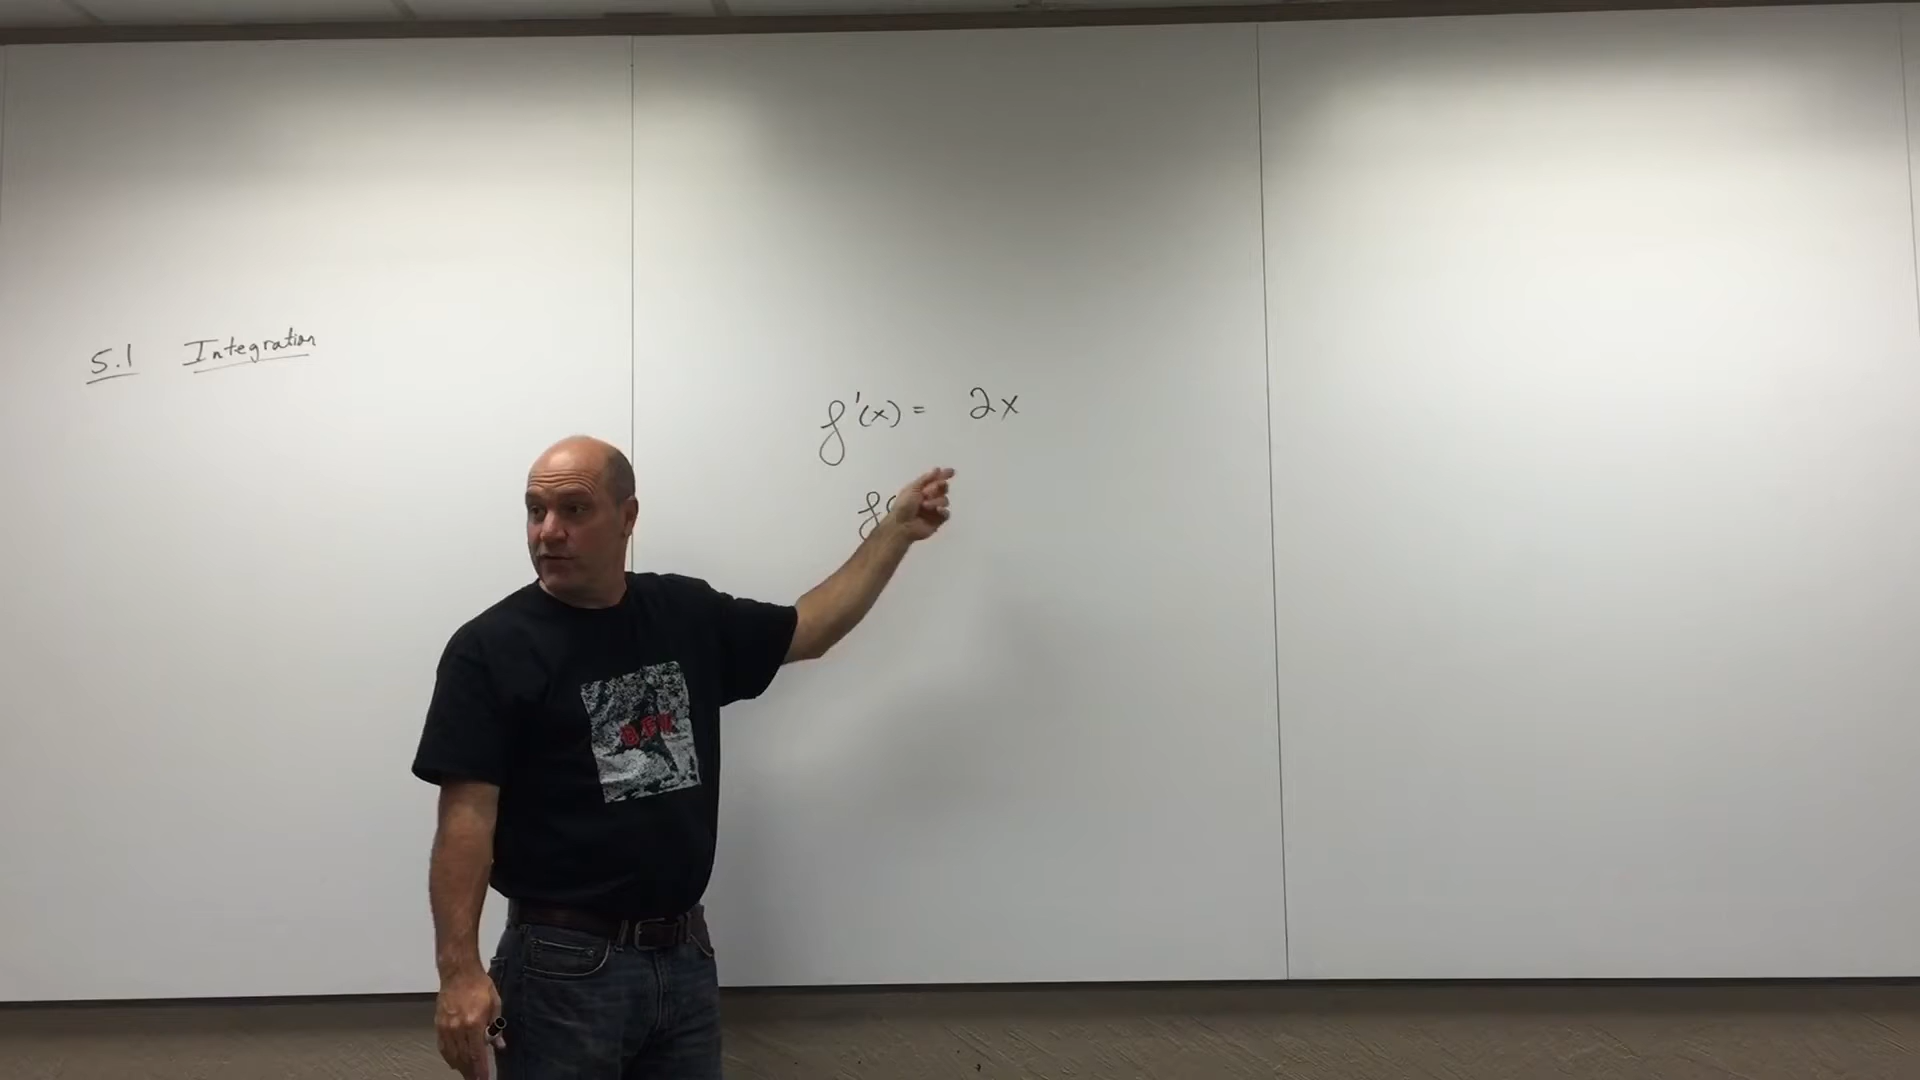 5.1 Integration
f'(x) = 2x
f(